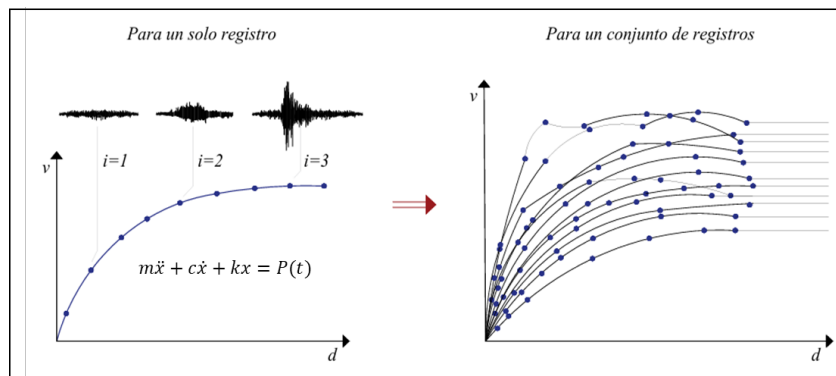 Para un solo registro
Para un conjunto de registros
v
i=1
i=2
i=3
mẍ + cẋ + kx = P(t)
d
v
d